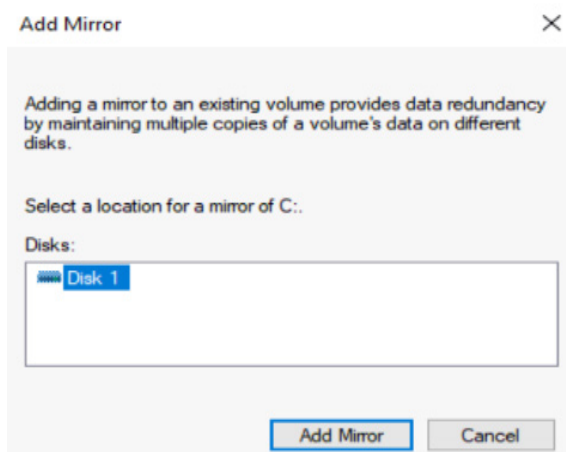 Add Mirror
Adding a mirror to an existing volume provides data redundancy
by maintaining multiple copies of a volume's data on different
disks.
Select a location for a mirror of C:.
Disks:
Disk 1
Add Mirror
Cancel